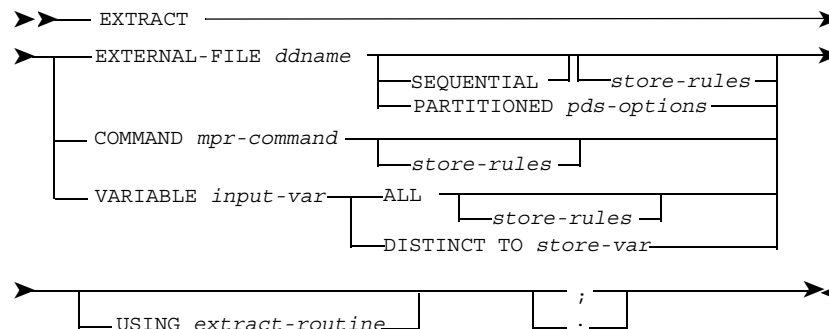 EXTRACT
EXTERNAL-FILE ddname
SEQUENTIAL store-rules
PARTITIONED pds-options
COMMAND mpr-command
store-rules
VARIABLE input-var ALL
store-rules
DISTINCT TO store-var
;
USING extract-routine .